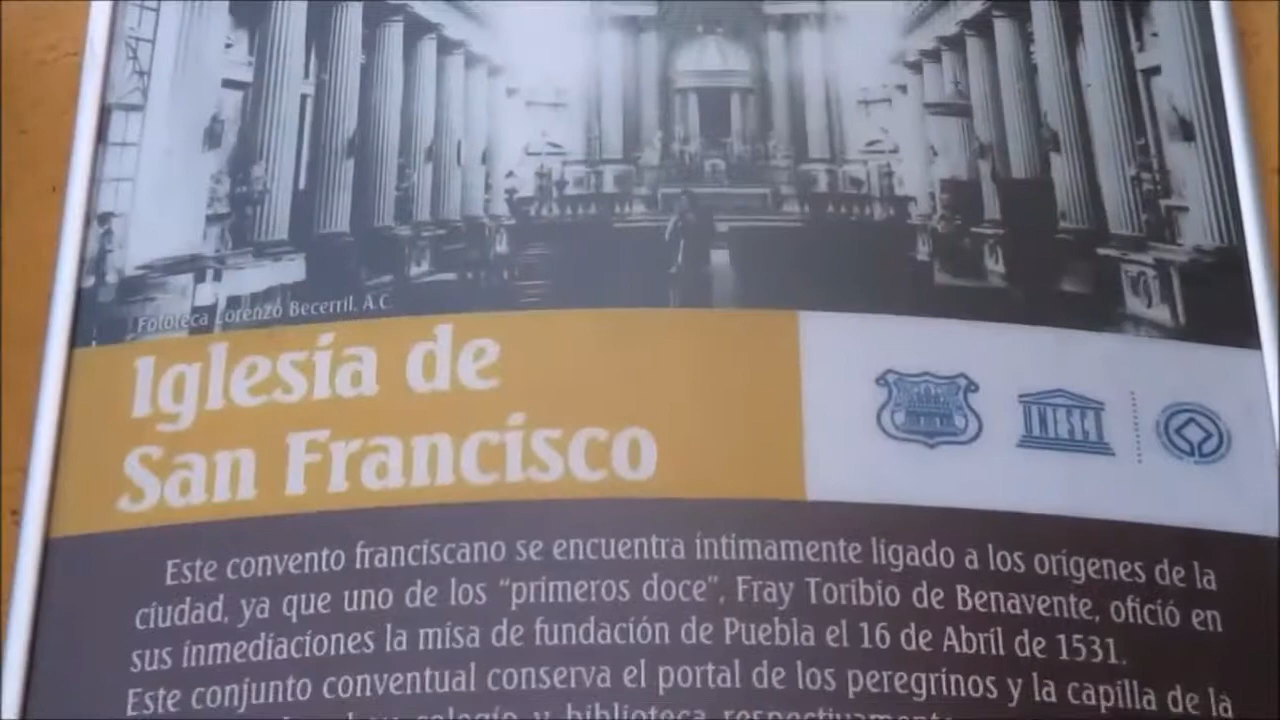 Fototeca Lorenzo Becerril, A.C.
Iglesia de
San Francisco
UNESCO
Este convento franciscano se encuentra íntimamente ligado a los orígenes de la
ciudad, ya que uno de los "primeros doce", Fray Toribio de Benavente, ofició en
sus inmediaciones la misa de fundación de Puebla el 16 de Abril de 1531.
Este conjunto conventual conserva el portal de los peregrinos y la capilla de la
colegio y biblioteca respectivamente